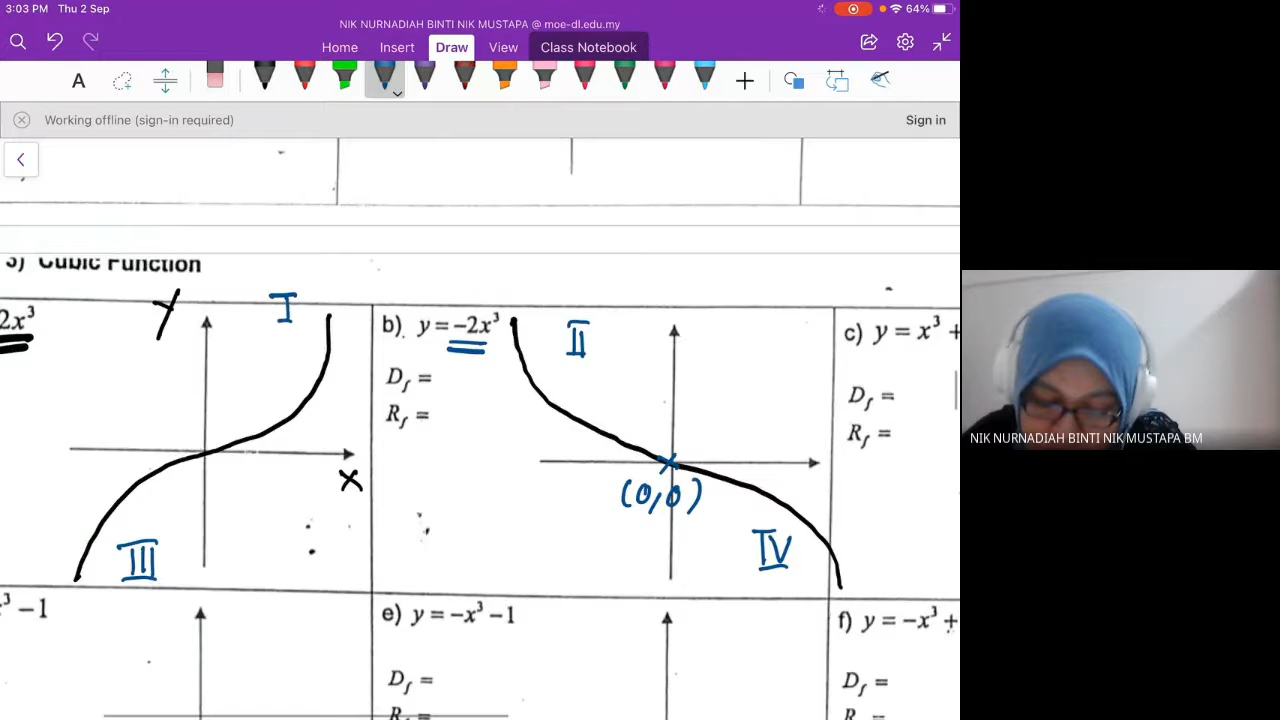 3:03 PM Thu 2 Sep
64%
NIK NURNADIAH BINTI NIK MUSTAPA @ moe-dl.edu.my
Home Insert Draw View Class Notebook
A
Working offline (sign-in required)
Sign in
3) Cubic Function
2x³
Y
I
X
III
b) y = -2x³
D_f =
R_f =
II
(0,0)
IV
c) y = x³ +
D_f =
R_f =
³ - 1
e) y = -x³ - 1
D_f =
R_f =
f) y = -x³ +
D_f =
R
NIK NURNADIAH BINTI NIK MUSTAPA BM